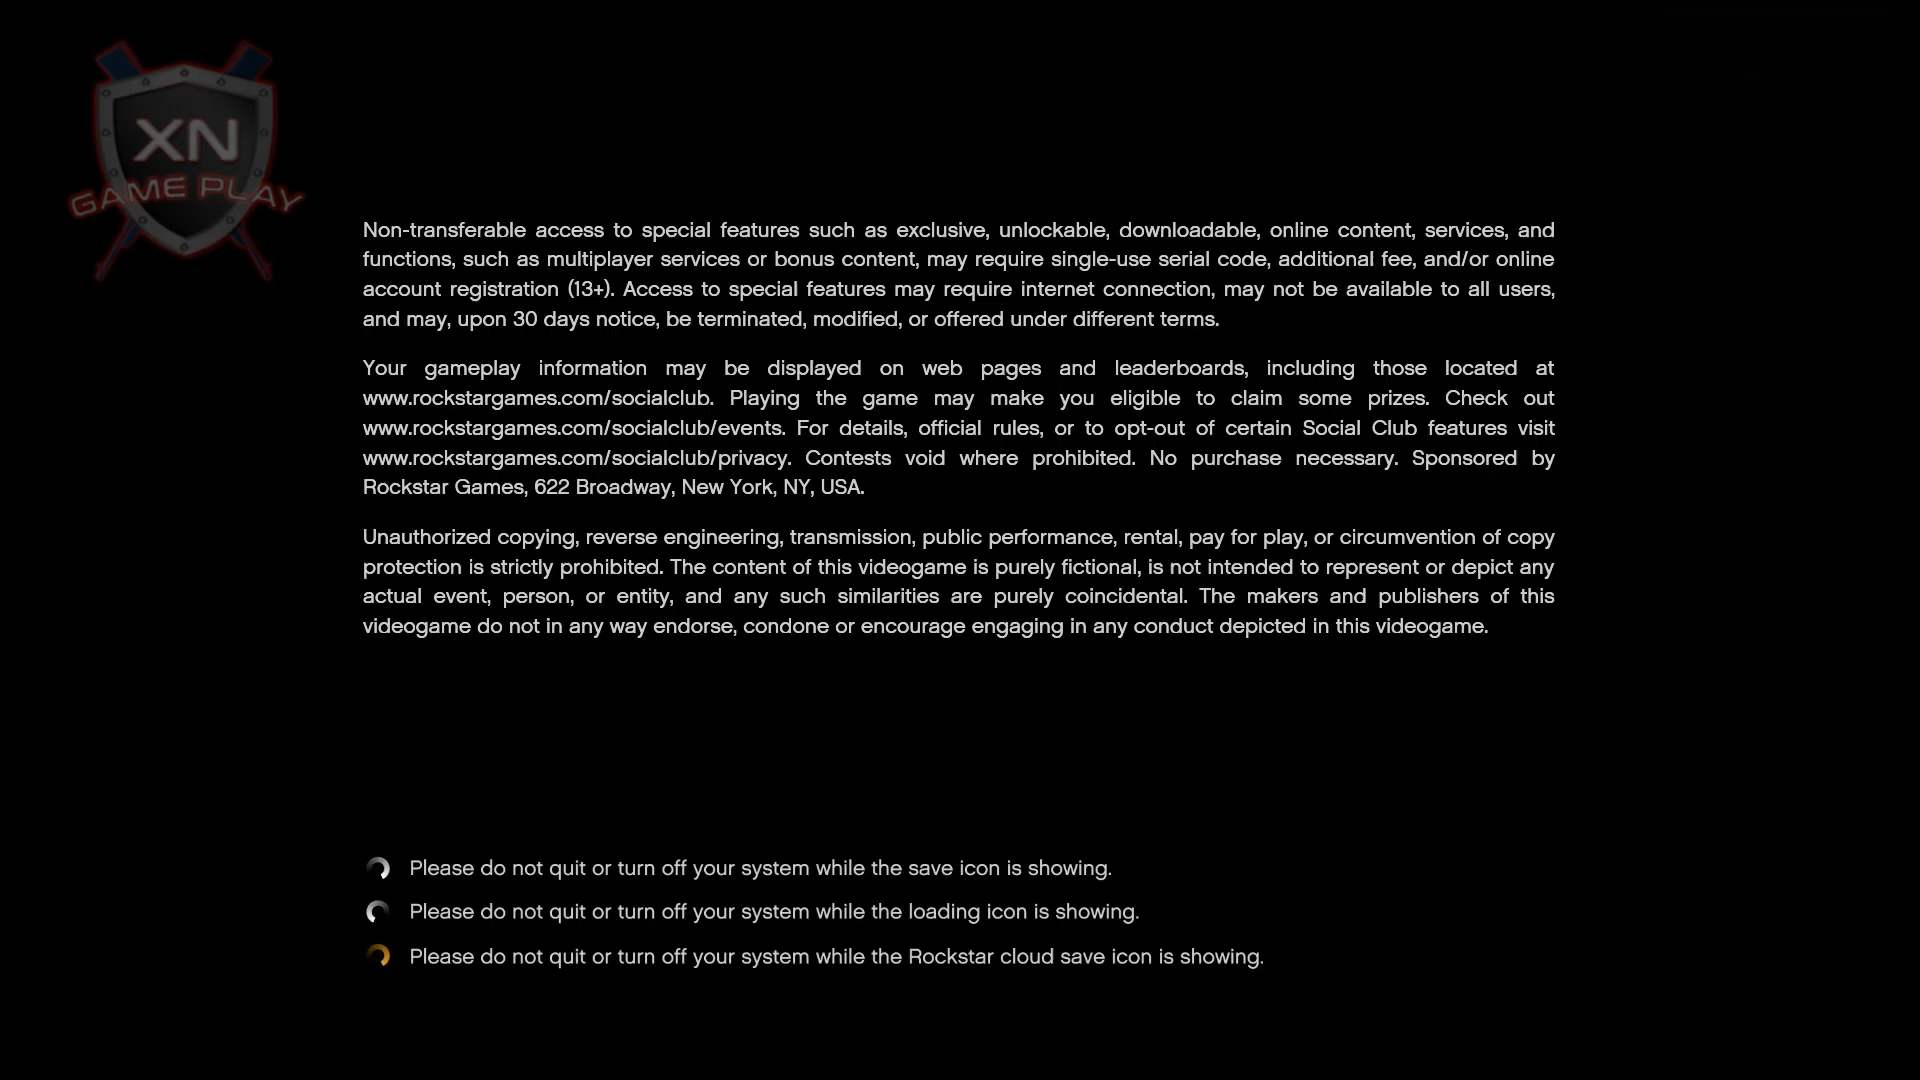 XN
GAME PLAY
Non-transferable access to special features such as exclusive, unlockable, downloadable, online content, services, and
functions, such as multiplayer services or bonus content, may require single-use serial code, additional fee, and/or online
account registration (13+). Access to special features may require internet connection, may not be available to all users,
and may, upon 30 days notice, be terminated, modified, or offered under different terms.
Your gameplay information may be displayed on web pages and leaderboards, including those located at
www.rockstargames.com/socialclub. Playing the game may make you eligible to claim some prizes. Check out
www.rockstargames.com/socialclub/events. For details, official rules, or to opt-out of certain Social Club features visit
www.rockstargames.com/socialclub/privacy. Contests void where prohibited. No purchase necessary. Sponsored by
Rockstar Games, 622 Broadway, New York, NY, USA.
Unauthorized copying, reverse engineering, transmission, public performance, rental, pay for play, or circumvention of copy
protection is strictly prohibited. The content of this videogame is purely fictional, is not intended to represent or depict any
actual event, person, or entity, and any such similarities are purely coincidental. The makers and publishers of this
videogame do not in any way endorse, condone or encourage engaging in any conduct depicted in this videogame.
Please do not quit or turn off your system while the save icon is showing.
Please do not quit or turn off your system while the loading icon is showing.
Please do not quit or turn off your system while the Rockstar cloud save icon is showing.